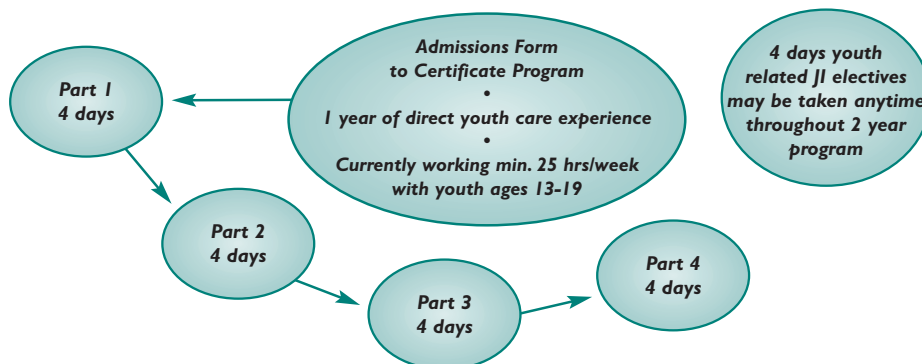 Admissions Form
to Certificate Program
•
1 year of direct youth care experience
•
Currently working min. 25 hrs/week
with youth ages 13-19
4 days youth
related JI electives
may be taken anytime
throughout 2 year
program
Part 1
4 days
Part 2
4 days
Part 3
4 days
Part 4
4 days